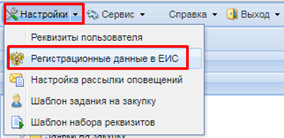 Настройки Сервис Справка Выход
Реквизиты пользователя
Регистрационные данные в ЕИС
Настройка рассылки оповещений
Шаблон задания на закупку
Шаблон набора реквизитов